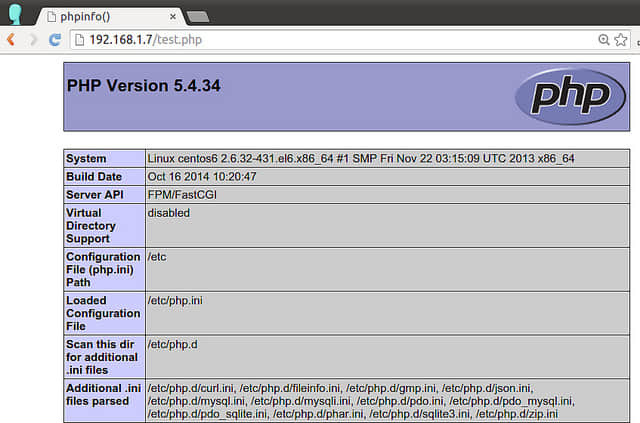 phpinfo()
192.168.1.7/test.php
PHP Version 5.4.34
php
System Linux centos6 2.6.32-431.el6.x86_64 #1 SMP Fri Nov 22 03:15:09 UTC 2013 x86_64
Build Date Oct 16 2014 10:20:47
Server API FPM/FastCGI
Virtual disabled
Directory
Support
Configuration /etc
File (php.ini)
Path
Loaded /etc/php.ini
Configuration
File
Scan this dir /etc/php.d
for additional
.ini files
Additional .ini /etc/php.d/curl.ini, /etc/php.d/fileinfo.ini, /etc/php.d/gmp.ini, /etc/php.d/json.ini,
files parsed /etc/php.d/mysql.ini, /etc/php.d/mysqli.ini, /etc/php.d/pdo.ini, /etc/php.d/pdo_mysql.ini,
/etc/php.d/pdo_sqlite.ini, /etc/php.d/phar.ini, /etc/php.d/sqlite3.ini, /etc/php.d/zip.ini